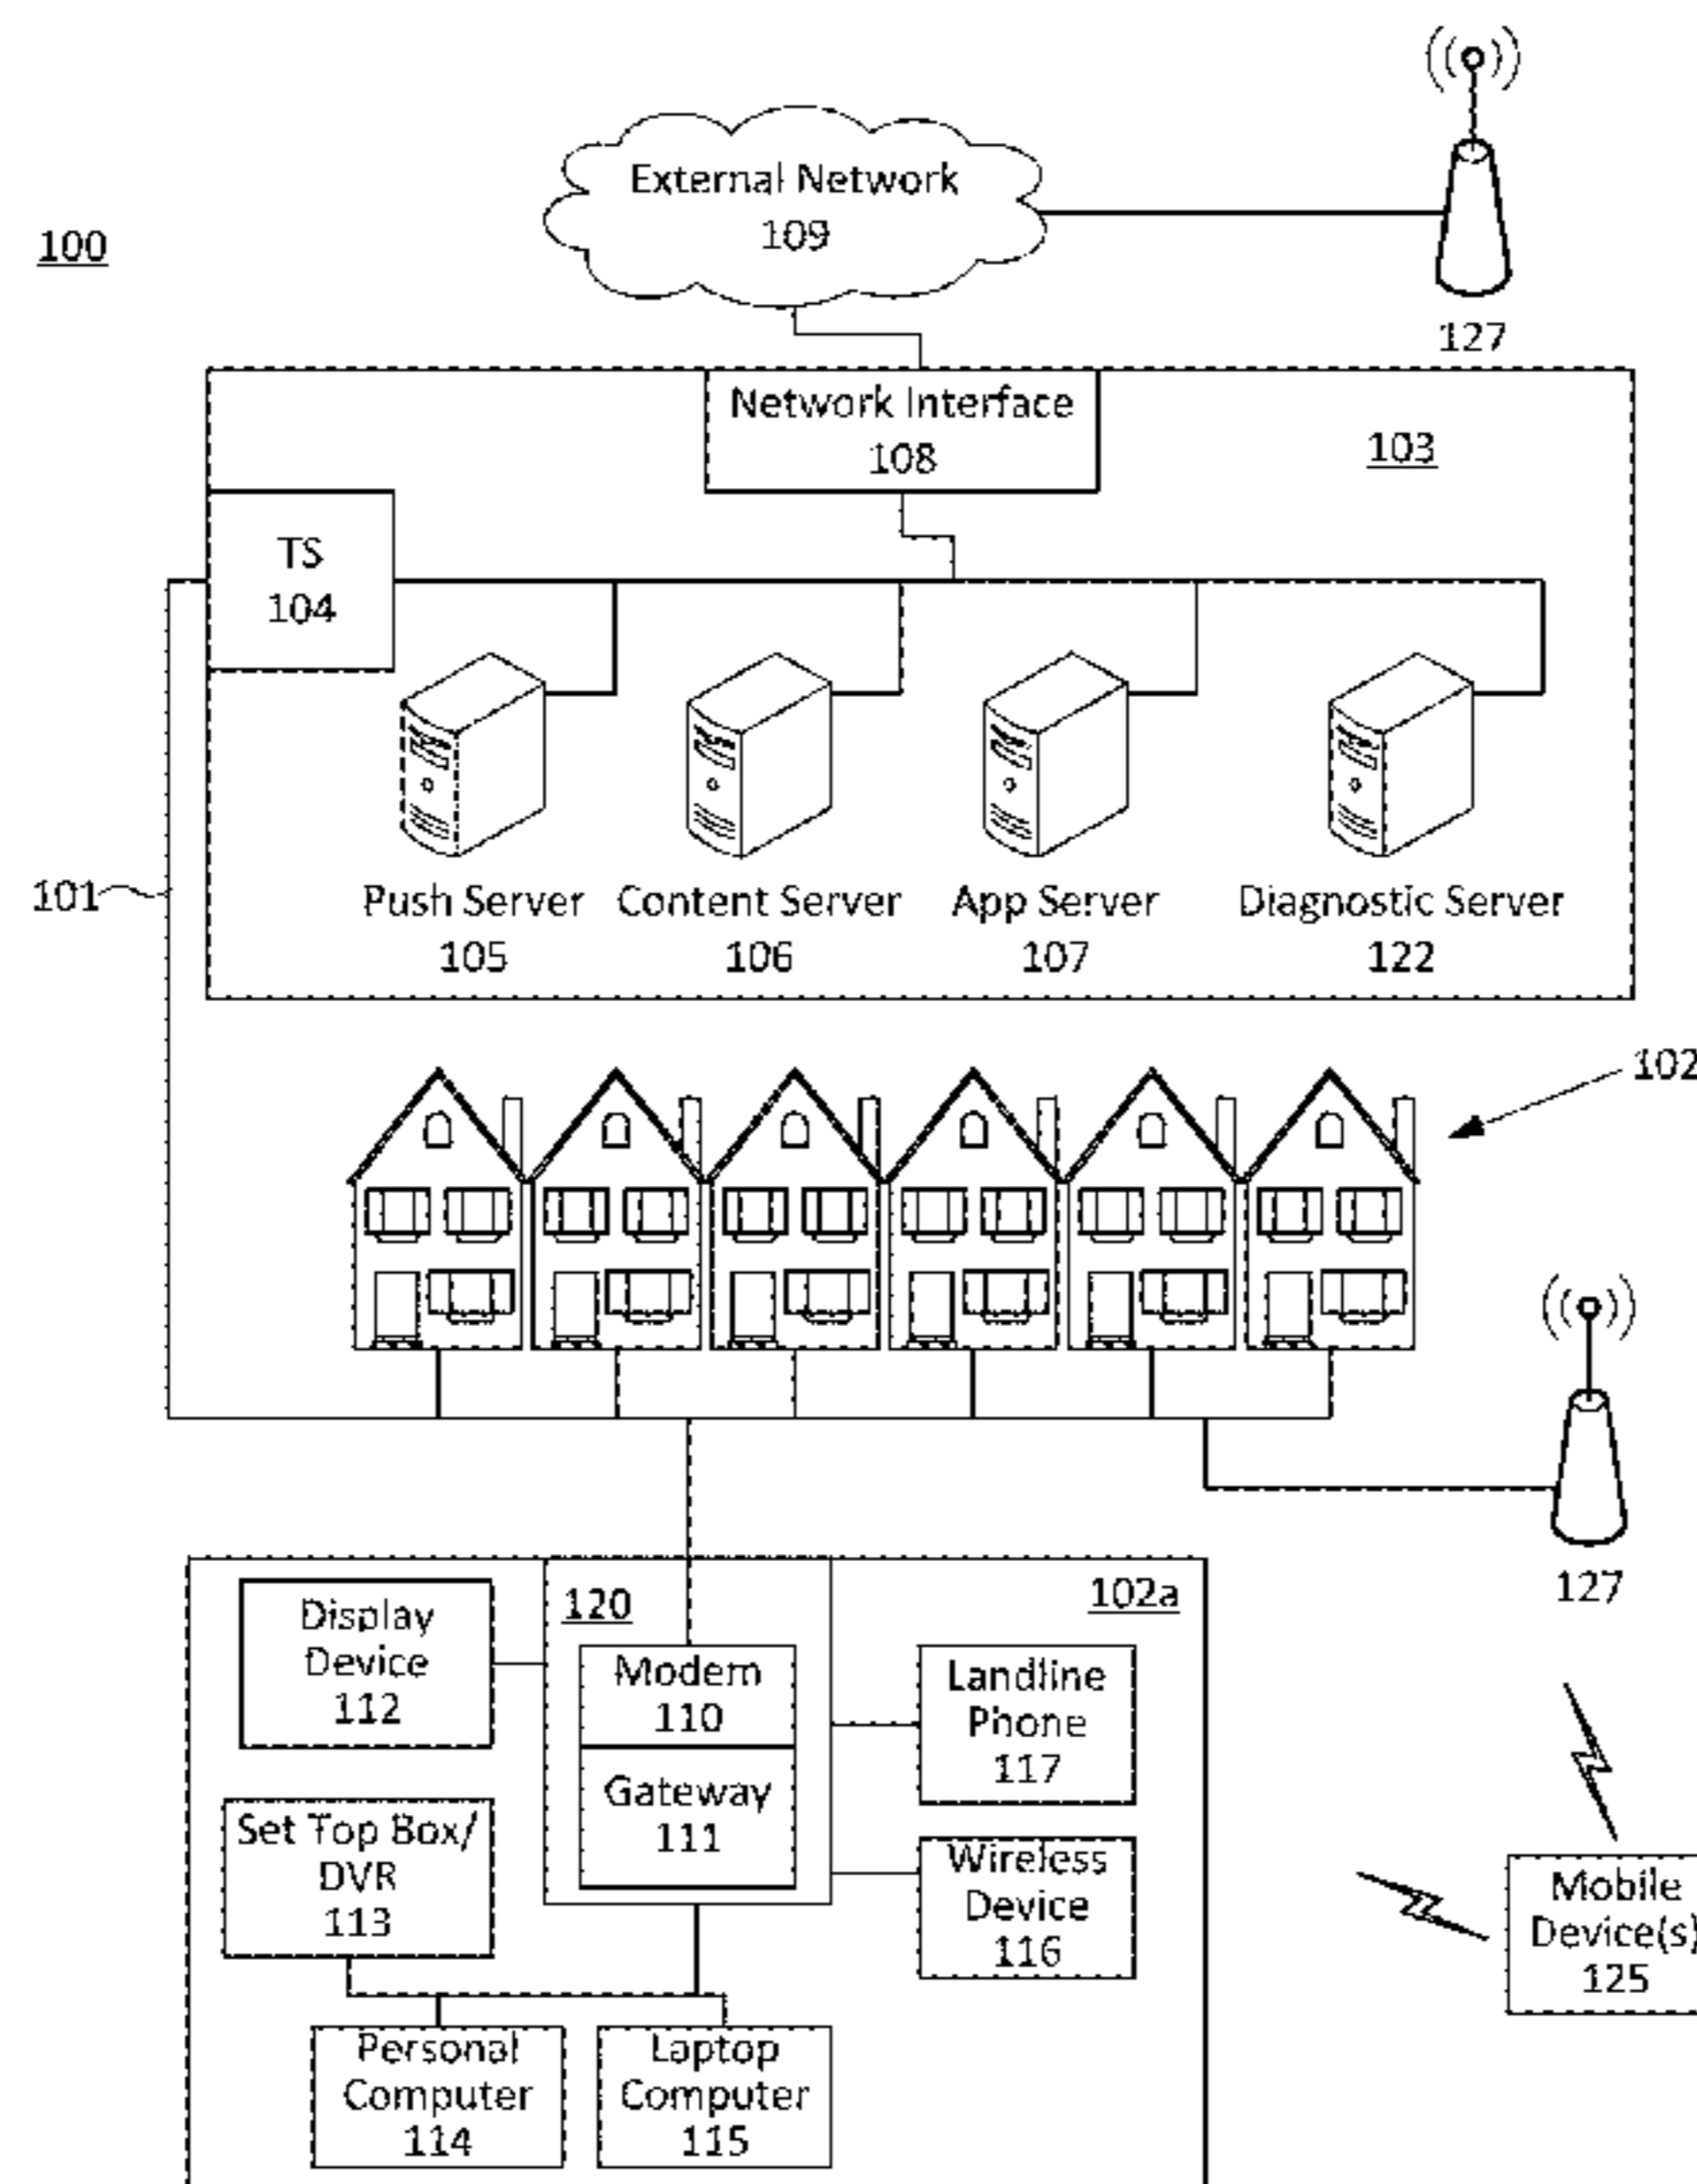 External Network
109
100
127
Network Interface
108
103
TS
104
101
Push Server
105
Content Server
106
App Server
107
Diagnostic Server
122
102
127
120
102a
Display
Device
112
Modem
110
Landline
Phone
117
Gateway
111
Set Top Box/
DVR
113
Wireless
Device
116
Mobile
Device(s)
125
Personal
Computer
114
Laptop
Computer
115